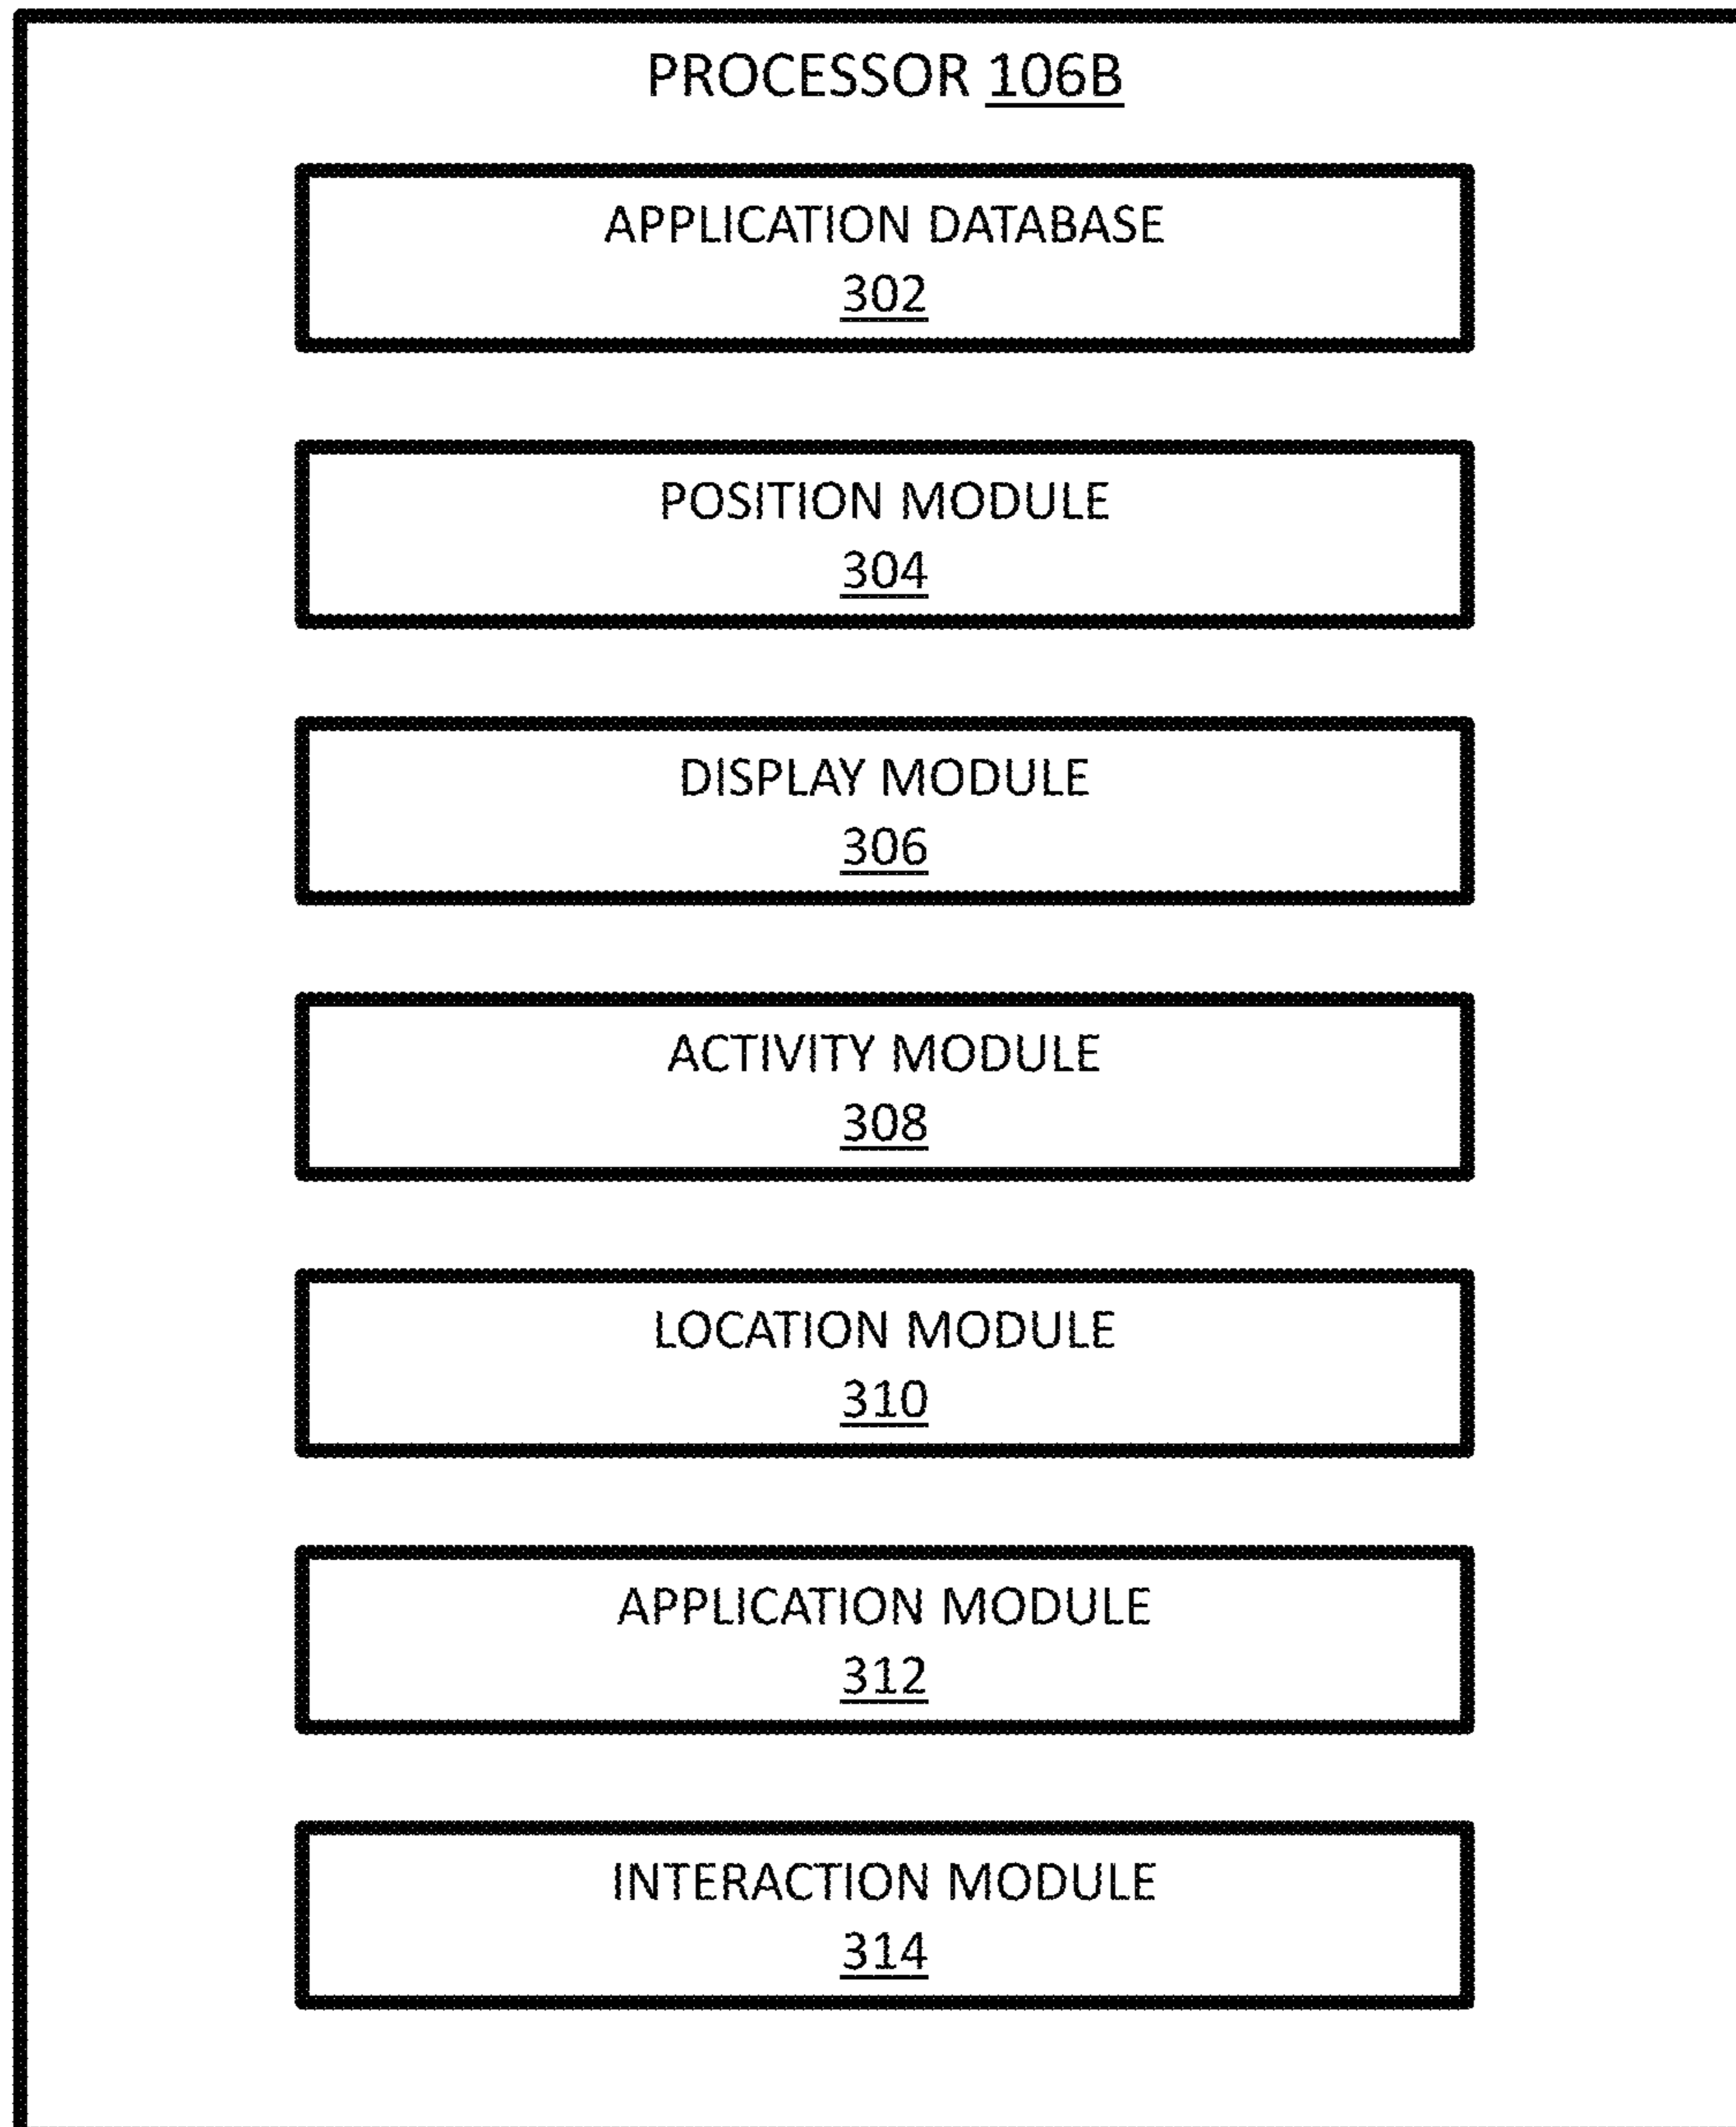 PROCESSOR 106B
APPLICATION DATABASE
302
POSITION MODULE
304
DISPLAY MODULE
306
ACTIVITY MODULE
308
LOCATION MODULE
310
APPLICATION MODULE
312
INTERACTION MODULE
314